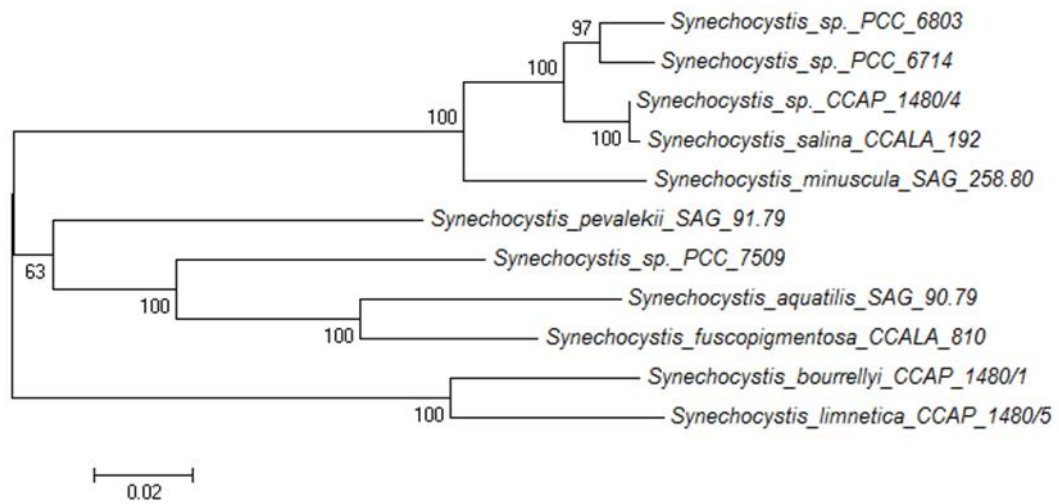 97
Synechocystis_sp._PCC_6803
100
Synechocystis_sp._PCC_6714
100
Synechocystis_sp._CCAP_1480/4
100
Synechocystis_salina_CCALA_192
Synechocystis_minuscula_SAG_258.80
Synechocystis_pevalekii_SAG_91.79
63
Synechocystis_sp._PCC_7509
100
Synechocystis_aquatilis_SAG_90.79
100
Synechocystis_fuscopigmentosa_CCALA_810
Synechocystis_bourrellyi_CCAP_1480/1
100
Synechocystis_limnetica_CCAP_1480/5
0.02